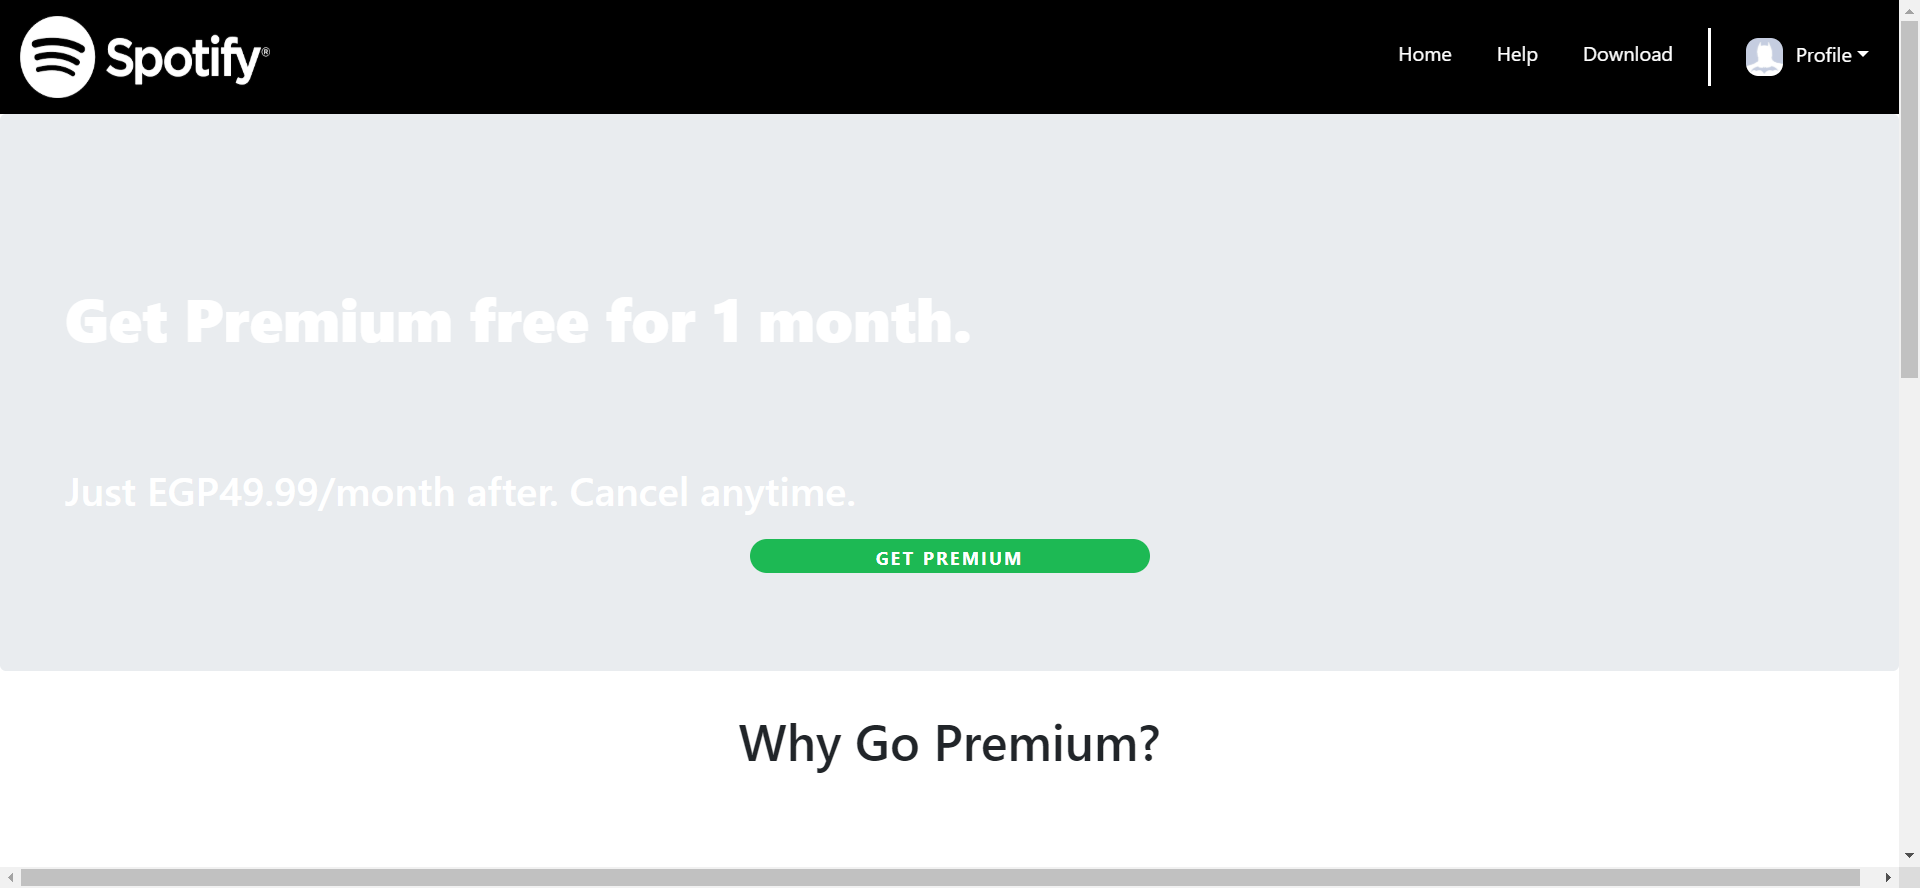 Spotify®
Home Help Download Profile
Get Premium free for 1 month.
Just EGP49.99/month after. Cancel anytime.
GET PREMIUM
Why Go Premium?